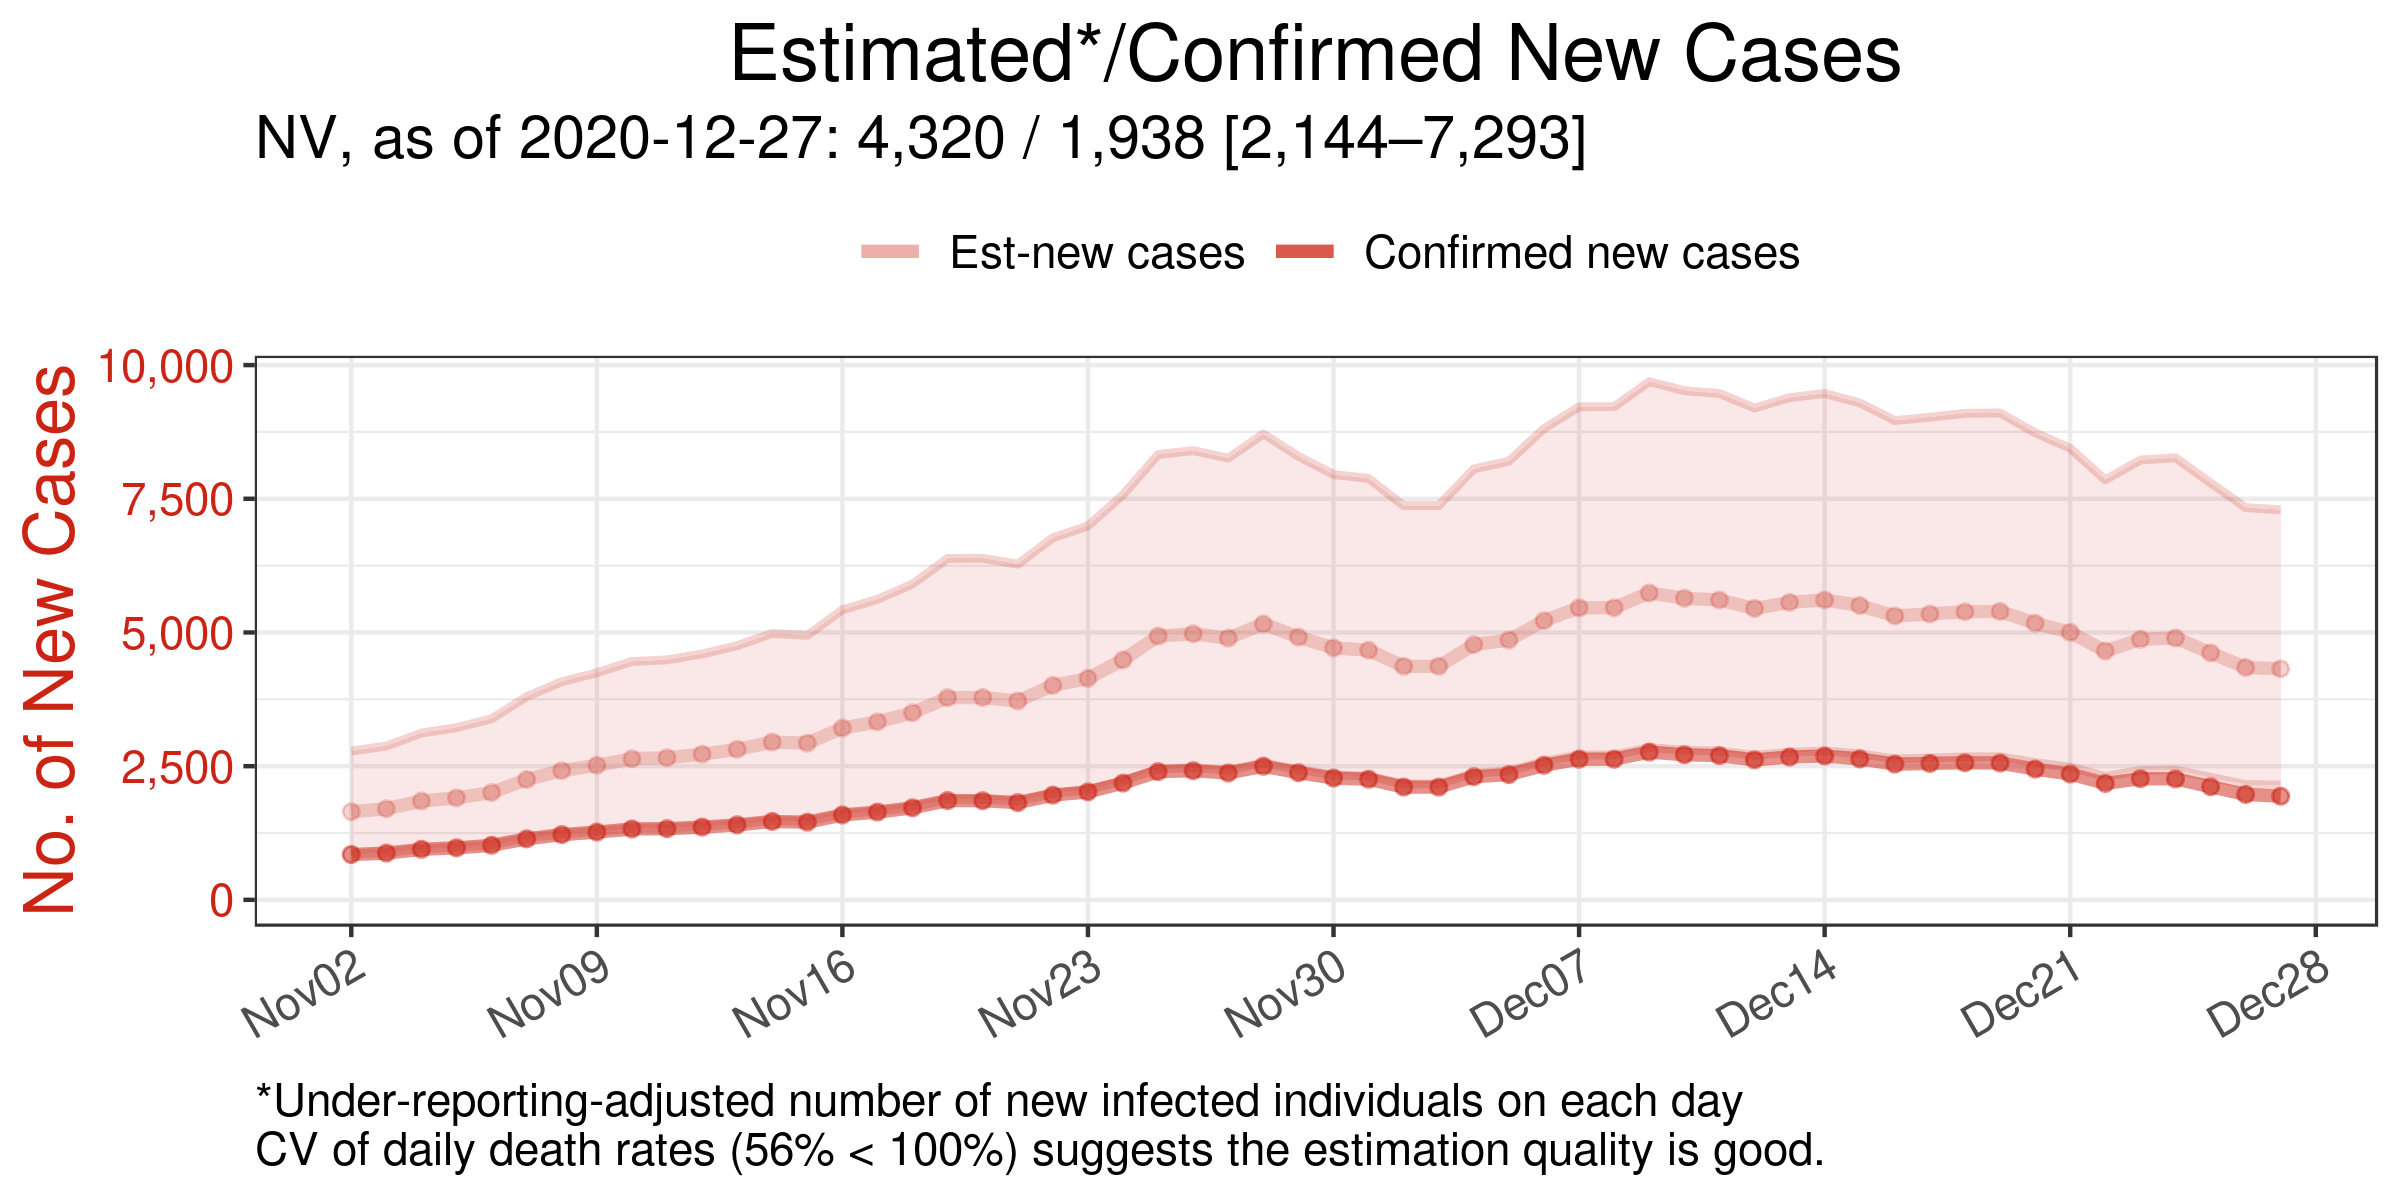 Estimated*/Confirmed New Cases
NV, as of 2020-12-27: 4,320 / 1,938 [2,144–7,293]
Est-new cases
Confirmed new cases
No. of New Cases
10,000
7,500
5,000
2,500
0
Nov02
Nov09
Nov16
Nov23
Nov30
Dec07
Dec14
Dec21
Dec28
*Under-reporting-adjusted number of new infected individuals on each day
CV of daily death rates (56% < 100%) suggests the estimation quality is good.